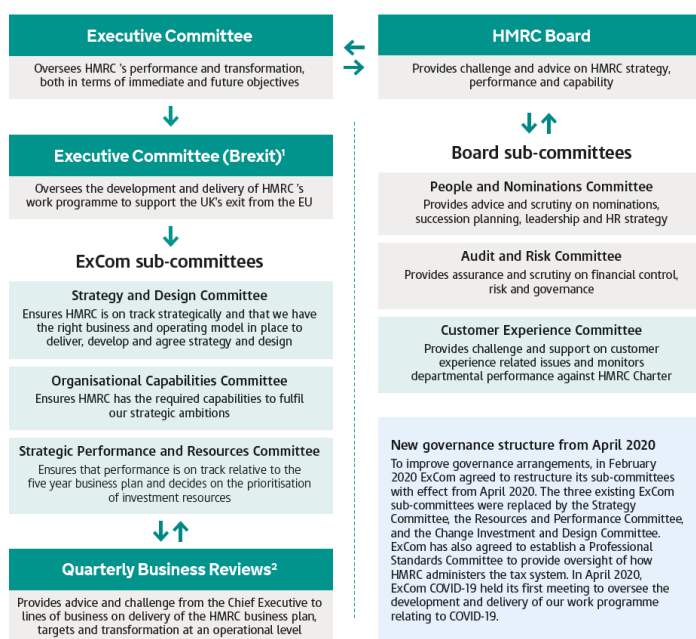 Executive Committee
Oversees HMRC 's performance and transformation,
both in terms of immediate and future objectives
Executive Committee (Brexit)¹
Oversees the development and delivery of HMRC 's
work programme to support the UK's exit from the EU
ExCom sub-committees
Strategy and Design Committee
Ensures HMRC is on track strategically and that we have
the right business and operating model in place to
deliver, develop and agree strategy and design
Organisational Capabilities Committee
Ensures HMRC has the required capabilities to fulfil
our strategic ambitions
Strategic Performance and Resources Committee
Ensures that performance is on track relative to the
five year business plan and decides on the prioritisation
of investment resources
Quarterly Business Reviews²
Provides advice and challenge from the Chief Executive to
lines of business on delivery of the HMRC business plan,
targets and transformation at an operational level
HMRC Board
Provides challenge and advice on HMRC strategy,
performance and capability
Board sub-committees
People and Nominations Committee
Provides advice and scrutiny on nominations,
succession planning, leadership and HR strategy
Audit and Risk Committee
Provides assurance and scrutiny on financial control,
risk and governance
Customer Experience Committee
Provides challenge and support on customer
experience related issues and monitors
departmental performance against HMRC Charter
New governance structure from April 2020
To improve governance arrangements, in February
2020 ExCom agreed to restructure its sub-committees
with effect from April 2020. The three existing ExCom
sub-committees were replaced by the Strategy
Committee, the Resources and Performance Committee,
and the Change Investment and Design Committee.
ExCom has also agreed to establish a Professional
Standards Committee to provide oversight of how
HMRC administers the tax system. In April 2020,
ExCom COVID-19 held its first meeting to oversee the
development and delivery of our work programme
relating to COVID-19.